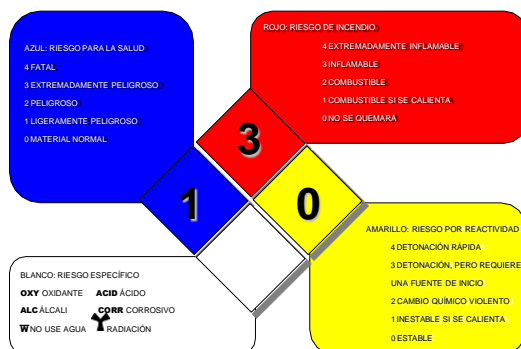 AZUL: RIESGO PARA LA SALUD
4 FATAL
3 EXTREMADAMENTE PELIGROSO
2 PELIGROSO
1 LIGERAMENTE PELIGROSO
0 MATERIAL NORMAL
ROJO: RIESGO DE INCENDIO
4 EXTREMADAMENTE INFLAMABLE
3 INFLAMABLE
2 COMBUSTIBLE
1 COMBUSTIBLE SI SE CALIENTA
0 NO SE QUEMARÁ
3
1
0
BLANCO: RIESGO ESPECÍFICO
OXY OXIDANTE ACID ÁCIDO
ALC ÁLCALI CORR CORROSIVO
W NO USE AGUA RADIACIÓN
AMARILLO: RIESGO POR REACTIVIDAD
4 DETONACIÓN RÁPIDA
3 DETONACIÓN, PERO REQUIERE
UNA FUENTE DE INICIO
2 CAMBIO QUÍMICO VIOLENTO
1 INESTABLE SI SE CALIENTA
0 ESTABLE